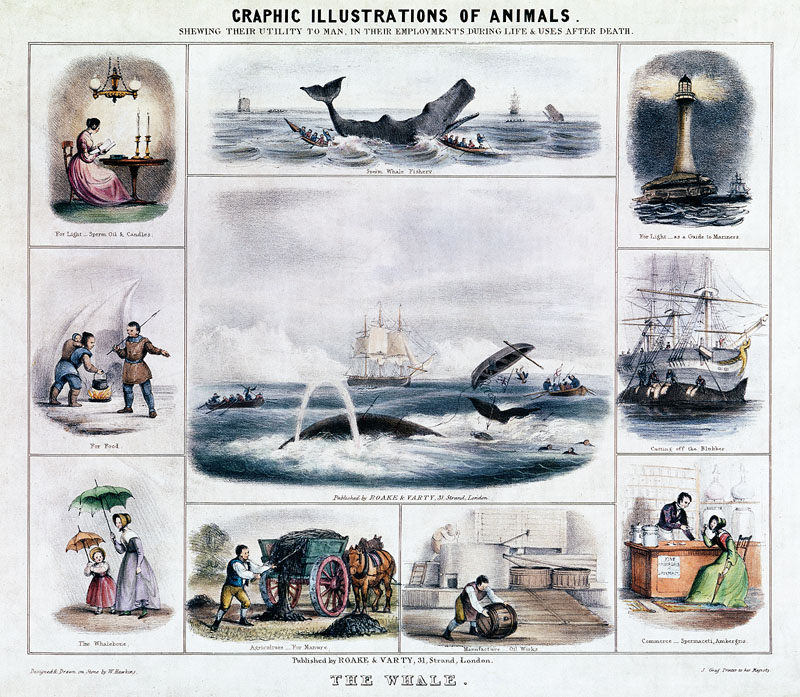 GRAPHIC ILLUSTRATIONS OF ANIMALS.
SHEWING THEIR UTILITY TO MAN, IN THEIR EMPLOYMENTS DURING LIFE & USES AFTER DEATH.
Sperm Whale Fishery
For Light _ Sperm Oil & Candles.
For Light _ as a Guide to Mariners.
For Food.
Cutting off the Blubber
Published by ROAKE & VARTY, 31, Strand, London.
The Whalebone.
Agriculture _ For Manure.
Manufacture _ Oil Works
Commerce _ Spermaceti, Ambergris.
Published by ROAKE & VARTY, 31, Strand, London.
Designed & Drawn on Stone by W. Hawkins.
J. Graf, Printer to her Majesty.
THE WHALE.